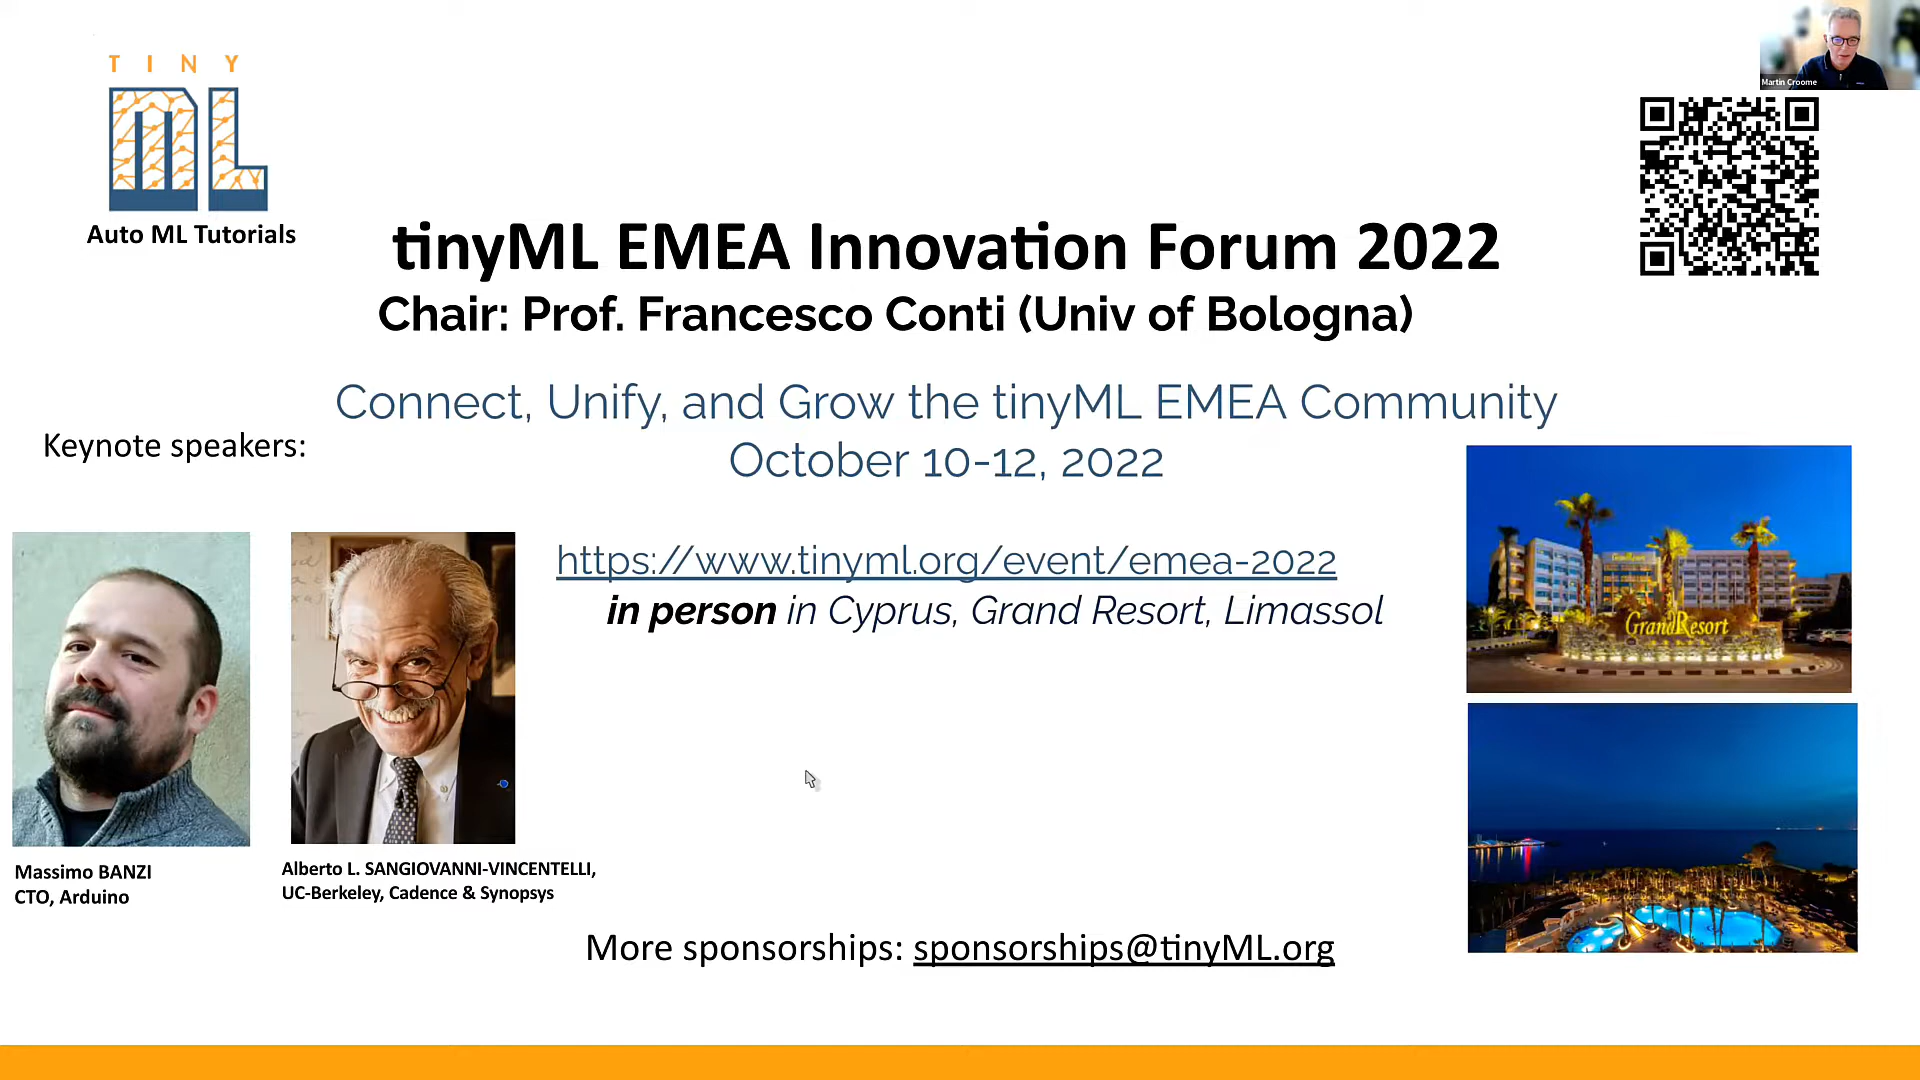 Martin Croome
TINY
ML
Auto ML Tutorials
tinyML EMEA Innovation Forum 2022
Chair: Prof. Francesco Conti (Univ of Bologna)
Connect, Unify, and Grow the tinyML EMEA Community
October 10-12, 2022
Keynote speakers:
https://www.tinyml.org/event/emea-2022
in person in Cyprus, Grand Resort, Limassol
GrandResort
Massimo BANZI
CTO, Arduino
Alberto L. SANGIOVANNI-VINCENTELLI,
UC-Berkeley, Cadence & Synopsys
More sponsorships: sponsorships@tinyML.org